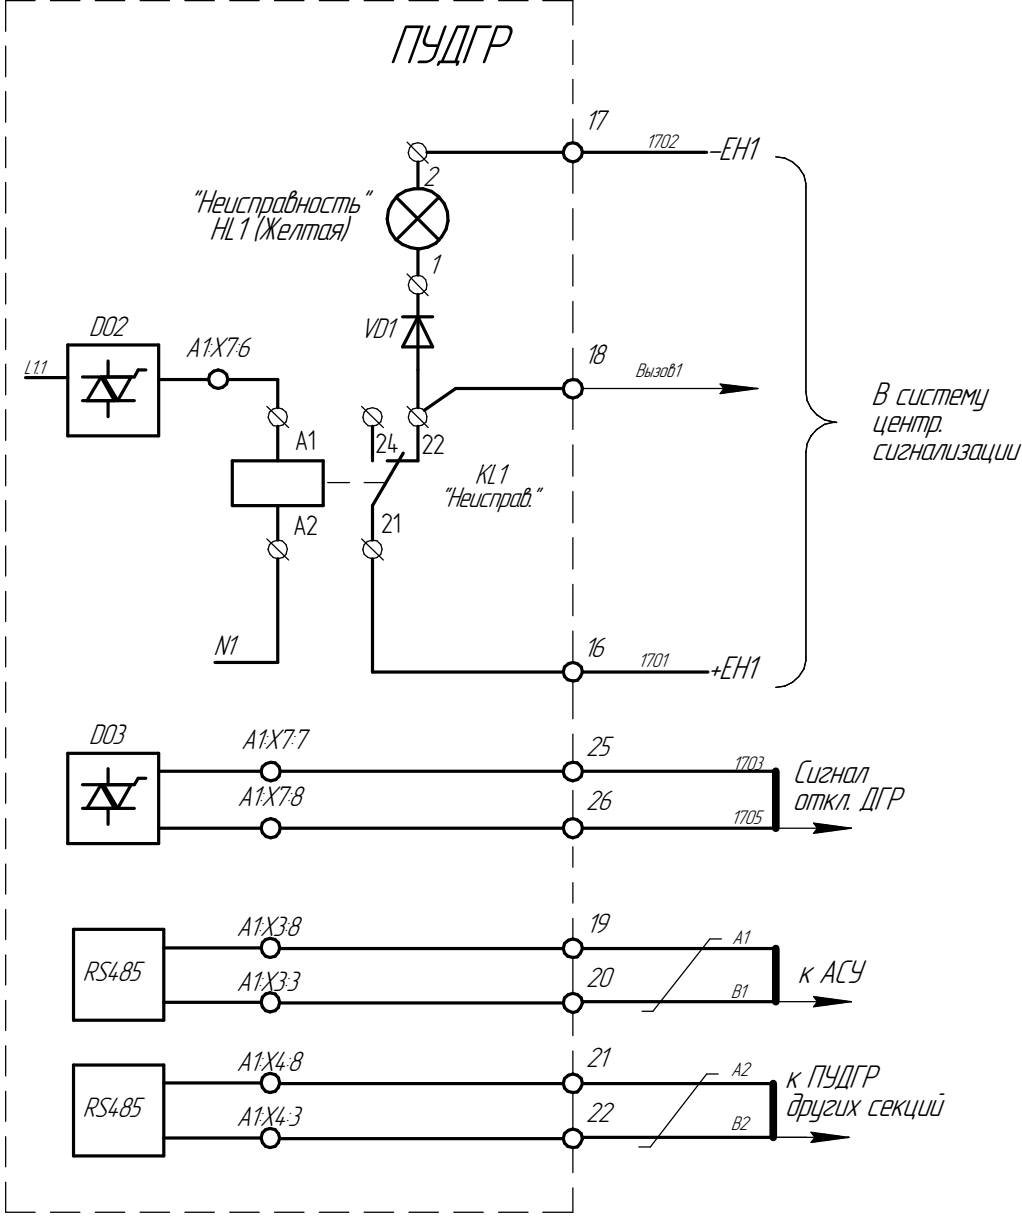 ПУДГР
17
1702
-ЕН1
2
"Неисправность"
HL1 (Желтая)
1
VD1
DO2
A1:X7:6
L1.1
18
Вызов1
В систему
центр.
сигнализации
A1
24
22
KL1
"Неисправ."
A2
21
N1
16
1701
+ЕН1
DO3
A1:X7:7
25
1703
Сигнал
откл. ДГР
A1:X7:8
26
1705
RS485
A1:X3:8
19
A1
A1:X3:3
20
B1
к АСУ
RS485
A1:X4:8
21
A2
к ПУДГР
других секций
A1:X4:3
22
B2